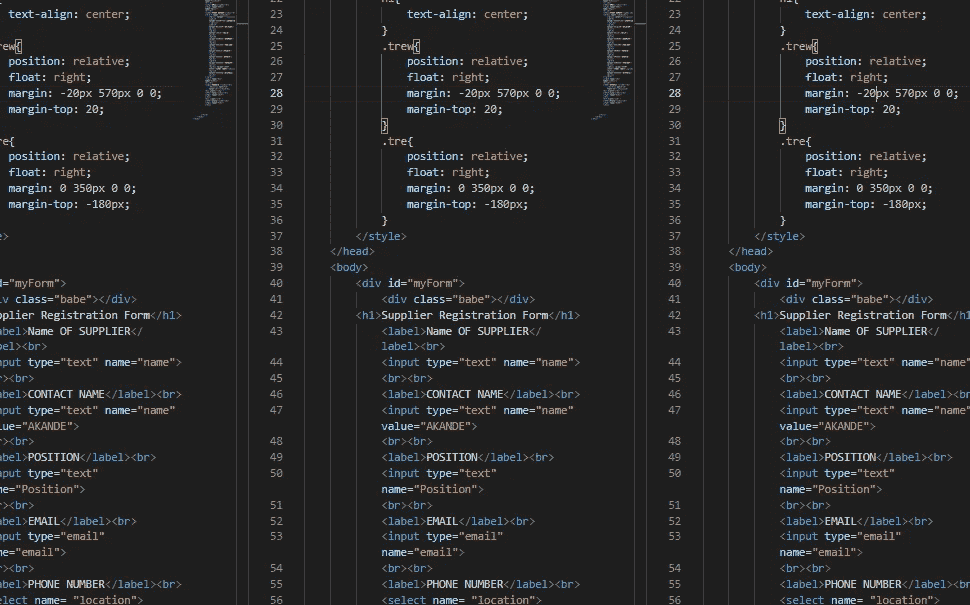 text-align: center;
rew{
position: relative;
float: right;
margin: -20px 570px 0 0;
margin-top: 20;
re{
position: relative;
float: right;
margin: 0 350px 0 0;
margin-top: -180px;
e>
d="myForm">
iv class="babe"></div>
pplier Registration Form</h1>
abel>Name OF SUPPLIER</
bel><br>
nput type="text" name="name">
r><br>
abel>CONTACT NAME</label><br>
nput type="text" name="name"
lue="AKANDE">
r><br>
abel>POSITION</label><br>
nput type="text"
me="Position">
r><br>
abel>EMAIL</label><br>
nput type="email"
me="email">
r><br>
abel>PHONE NUMBER</label><br>
elect name= "location">
22 h1{
23 text-align: center;
24 }
25 .trew{
26 position: relative;
27 float: right;
28 margin: -20px 570px 0 0;
29 margin-top: 20;
30 }
31 .tre{
32 position: relative;
33 float: right;
34 margin: 0 350px 0 0;
35 margin-top: -180px;
36 }
37 </style>
38 </head>
39 <body>
40 <div id="myForm">
41 <div class="babe"></div>
42 <h1>Supplier Registration Form</h1>
43 <label>Name OF SUPPLIER</
label><br>
44 <input type="text" name="name">
45 <br><br>
46 <label>CONTACT NAME</label><br>
47 <input type="text" name="name"
value="AKANDE">
48 <br><br>
49 <label>POSITION</label><br>
50 <input type="text"
name="Position">
51 <br><br>
52 <label>EMAIL</label><br>
53 <input type="email"
name="email">
54 <br><br>
55 <label>PHONE NUMBER</label><br>
56 <select name= "location">
22 h1{
23 text-align: center;
24 }
25 .trew{
26 position: relative;
27 float: right;
28 margin: -20px 570px 0 0;
29 margin-top: 20;
30 }
31 .tre{
32 position: relative;
33 float: right;
34 margin: 0 350px 0 0;
35 margin-top: -180px;
36 }
37 </style>
38 </head>
39 <body>
40 <div id="myForm">
41 <div class="babe"></div>
42 <h1>Supplier Registration Form</h1
43 <label>Name OF SUPPLIER</
label><br>
44 <input type="text" name="name"
45 <br><br>
46 <label>CONTACT NAME</label><br
47 <input type="text" name="name"
value="AKANDE">
48 <br><br>
49 <label>POSITION</label><br>
50 <input type="text"
name="Position">
51 <br><br>
52 <label>EMAIL</label><br>
53 <input type="email"
name="email">
54 <br><br>
55 <label>PHONE NUMBER</label><br
56 <select name= "location">